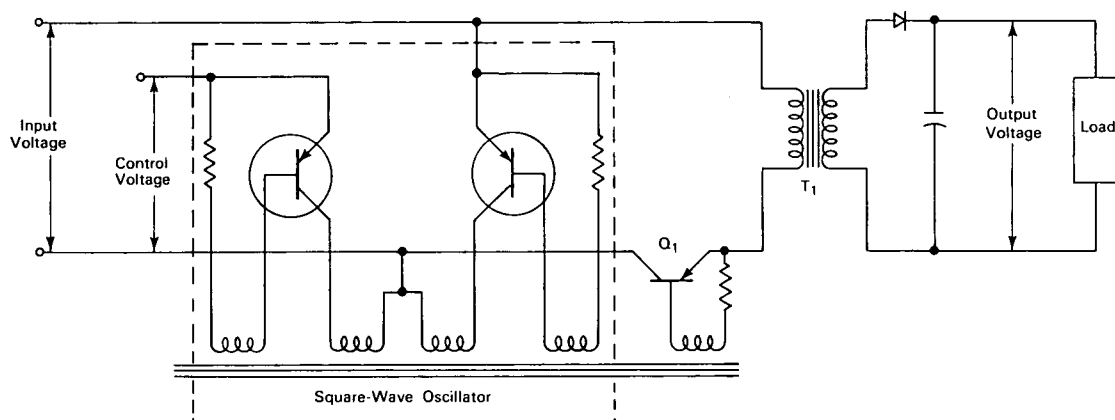 Input
Voltage
Control
Voltage
Q1
T1
Output
Voltage
Load
Square-Wave Oscillator